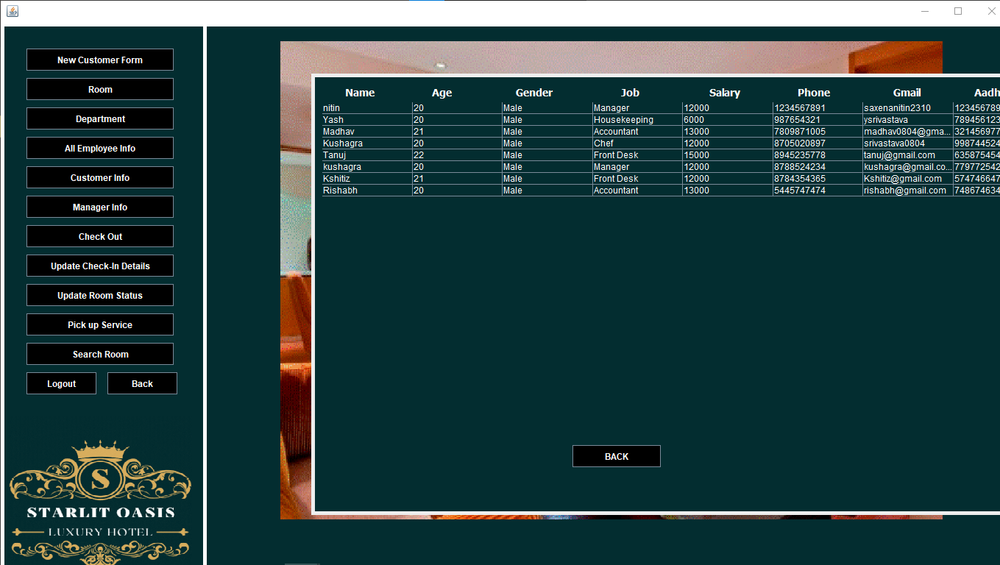 New Customer Form
Room
Department
All Employee Info
Customer Info
Manager Info
Check Out
Update Check-In Details
Update Room Status
Pick up Service
Search Room
Logout Back
S
STARLIT OASIS
LUXURY HOTEL
Name Age Gender Job Salary Phone Gmail Aadh
nitin 20 Male Manager 12000 1234567891 saxenanitin2310 123456789
Yash 20 Male Housekeeping 6000 987654321 ysrivastava 789456123
Madhav 21 Male Accountant 13000 7809871005 madhav0804@gma... 321456977
Kushagra 20 Male Chef 12000 8705020897 srivastava0804 998744524
Tanuj 22 Male Front Desk 15000 8945235778 tanuj@gmail.com 635875454
kushagra 20 Male Manager 12000 8788524234 kushagra@gmail.co... 779772542
Kshitiz 21 Male Front Desk 12000 8784354365 Kshitiz@gmail.com 574746647
Rishabh 20 Male Accountant 13000 5445747474 rishabh@gmail.com 748674634
BACK